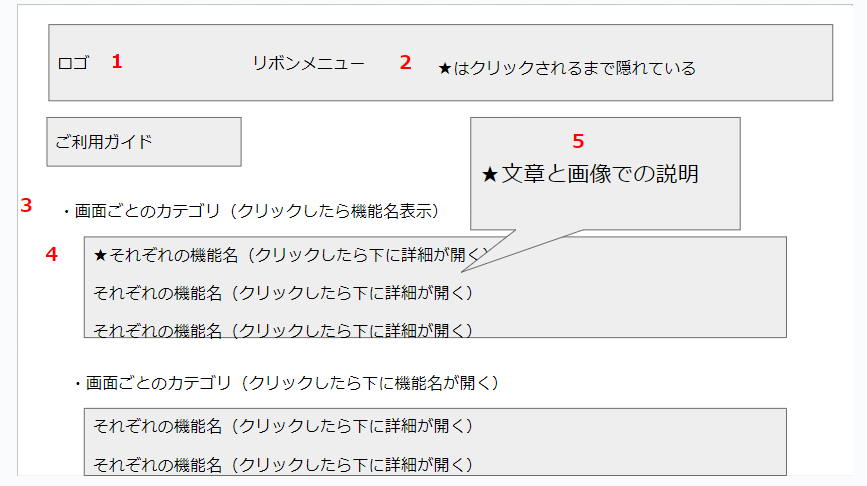 ロゴ 1 リボンメニュー 2 ★はクリックされるまで隠れている
ご利用ガイド
5
★文章と画像での説明
3 ・画面ごとのカテゴリ（クリックしたら機能名表示）
4 ★それぞれの機能名（クリックしたら下に詳細が開く）
それぞれの機能名（クリックしたら下に詳細が開く）
それぞれの機能名（クリックしたら下に詳細が開く）
・画面ごとのカテゴリ（クリックしたら下に機能名が開く）
それぞれの機能名（クリックしたら下に詳細が開く）
それぞれの機能名（クリックしたら下に詳細が開く）